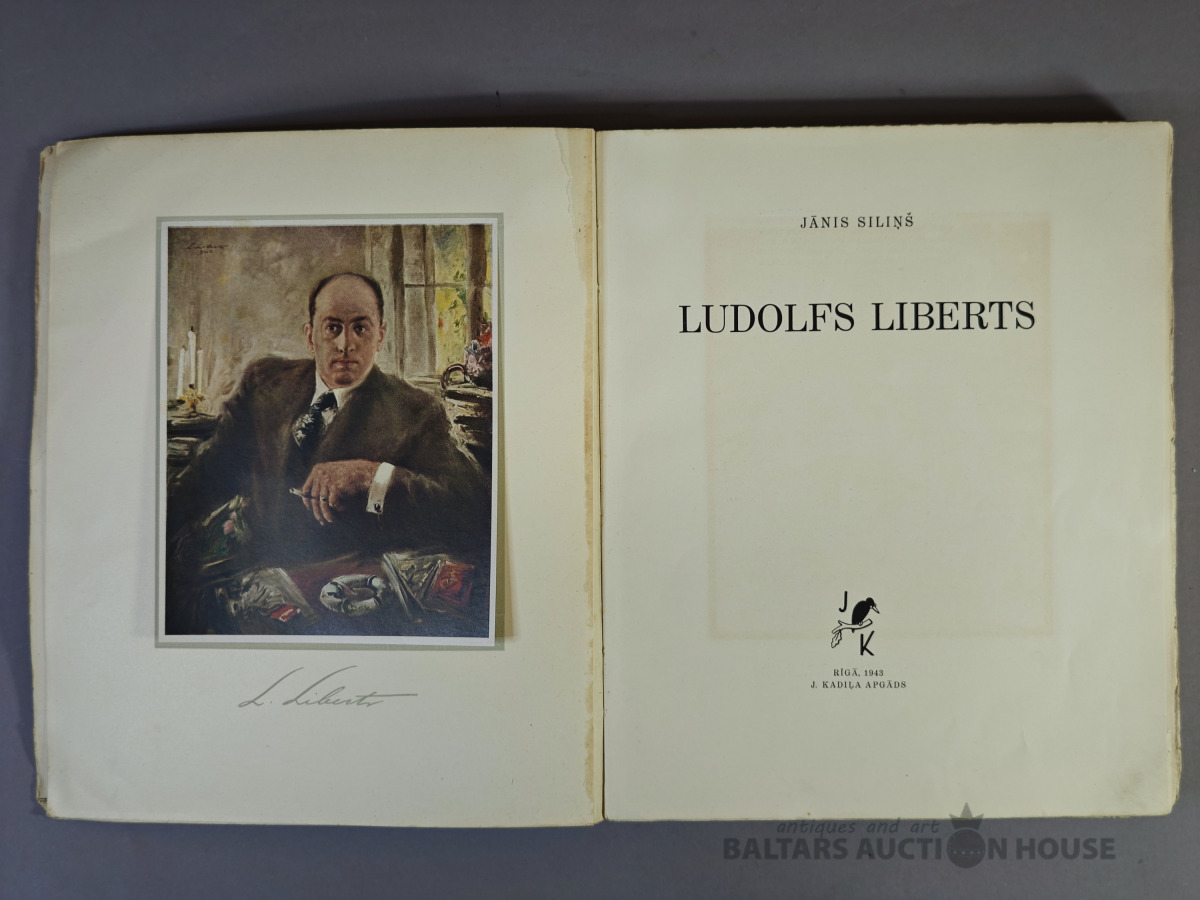 L. Liberts
JĀNIS SILIŅŠ
LUDOLFS LIBERTS
J
K
RĪGĀ, 1943
J. KADIĻA APGĀDS
antiques and art
BALTARS AUCTION HOUSE